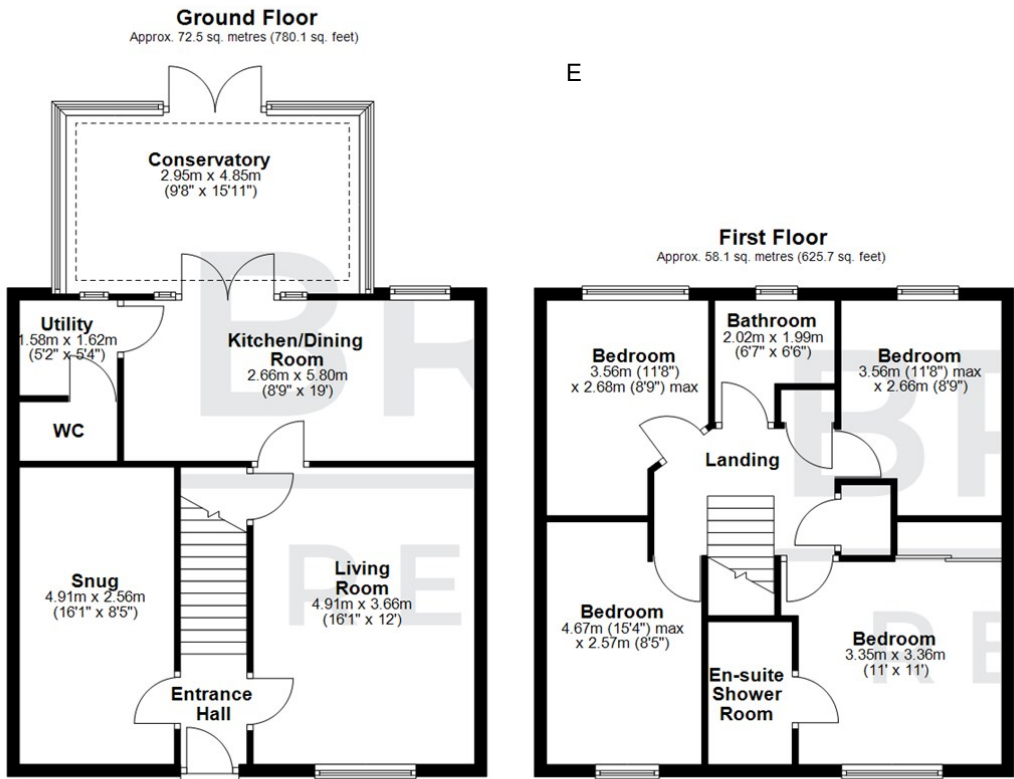 Ground Floor
Approx. 72.5 sq. metres (780.1 sq. feet)
E
Conservatory
2.95m x 4.85m
(9'8" x 15'11")
Utility
1.58m x 1.62m
(5'2" x 5'4")
Kitchen/Dining
Room
2.66m x 5.80m
(8'9" x 19')
WC
Snug
4.91m x 2.56m
(16'1" x 8'5")
Living
Room
4.91m x 3.66m
(16'1" x 12')
Entrance
Hall
First Floor
Approx. 58.1 sq. metres (625.7 sq. feet)
Bedroom
3.56m (11'8")
x 2.68m (8'9") max
Bathroom
2.02m x 1.99m
(6'7" x 6'6")
Bedroom
3.56m (11'8") max
x 2.66m (8'9")
Landing
Bedroom
4.67m (15'4") max
x 2.57m (8'5")
En-suite
Shower
Room
Bedroom
3.35m x 3.36m
(11' x 11')
BR
RE
BR
RE